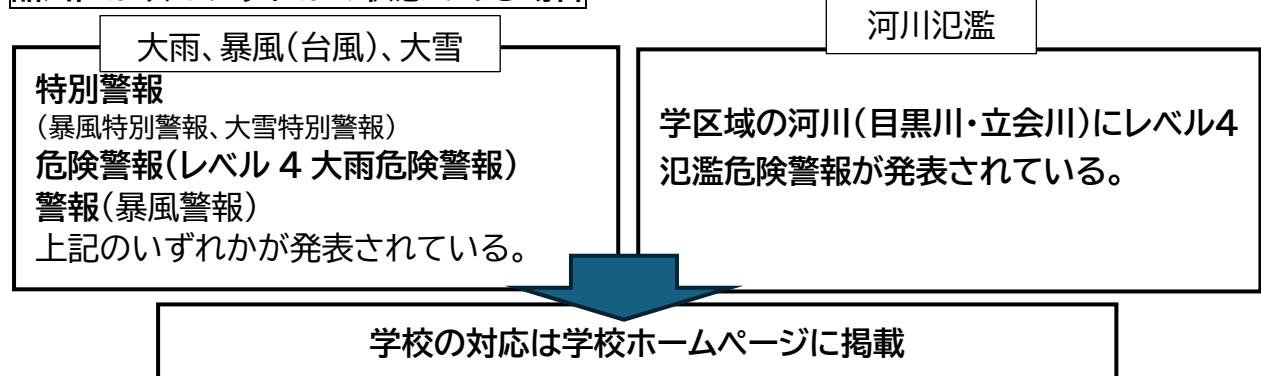 大雨、暴風(台風)、大雪
特別警報
(暴風特別警報、大雪特別警報)
危険警報(レベル 4 大雨危険警報)
警報(暴風警報)
上記のいずれかが発表されている。
河川氾濫
学区域の河川(目黒川・立会川)にレベル4
氾濫危険警報が発表されている。
学校の対応は学校ホームページに掲載